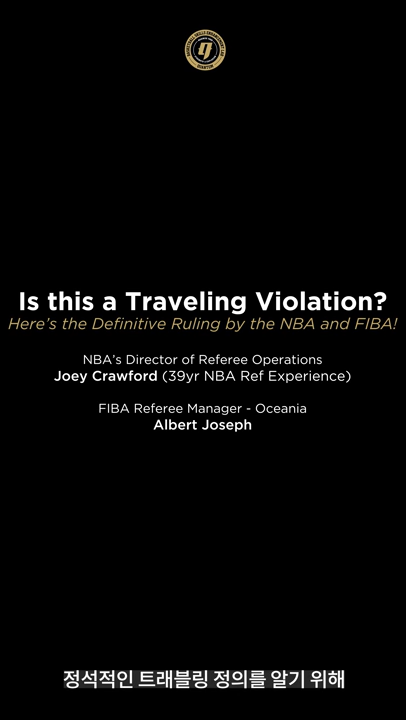 Is this a Traveling Violation?
Here's the Definitive Ruling by the NBA and FIBA!
NBA's Director of Referee Operations
Joey Crawford (39yr NBA Ref Experience)
FIBA Referee Manager - Oceania
Albert Joseph
정석적인 트래블링 정의를 알기 위해